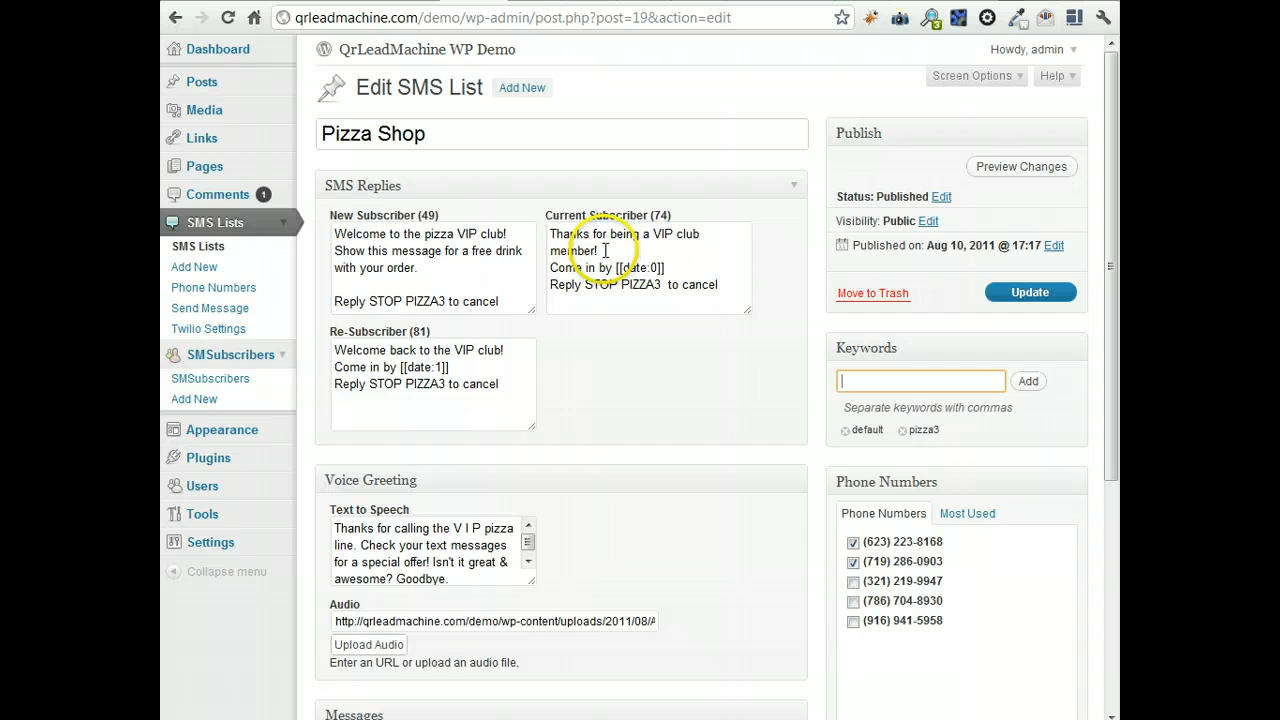 qrleadmachine.com/demo/wp-admin/post.php?post=19&action=edit
3
Dashboard
Posts
Media
Links
Pages
Comments 1
SMS Lists
SMS Lists
Add New
Phone Numbers
Send Message
Twilio Settings
SMSubscribers
SMSubscribers
Add New
Appearance
Plugins
Users
Tools
Settings
Collapse menu
QrLeadMachine WP Demo
Howdy, admin
Screen Options
Help
Edit SMS List
Add New
Pizza Shop
SMS Replies
New Subscriber (49)
Welcome to the pizza VIP club!
Show this message for a free drink
with your order.
Reply STOP PIZZA3 to cancel
Current Subscriber (74)
Thanks for being a VIP club
member!
Come in by [[date:0]]
Reply STOP PIZZA3 to cancel
Re-Subscriber (81)
Welcome back to the VIP club!
Come in by [[date:1]]
Reply STOP PIZZA3 to cancel
Voice Greeting
Text to Speech
Thanks for calling the V I P pizza
line. Check your text messages
for a special offer! Isn't it great &
awesome? Goodbye.
Audio
http://qrleadmachine.com/demo/wp-content/uploads/2011/08/A
Upload Audio
Enter an URL or upload an audio file.
Messages
Publish
Preview Changes
Status: Published Edit
Visibility: Public Edit
Published on: Aug 10, 2011 @ 17:17 Edit
Move to Trash
Update
Keywords
Add
Separate keywords with commas
default pizza3
Phone Numbers
Phone Numbers Most Used
(623) 223-8168
(719) 286-0903
(321) 219-9947
(786) 704-8930
(916) 941-5958